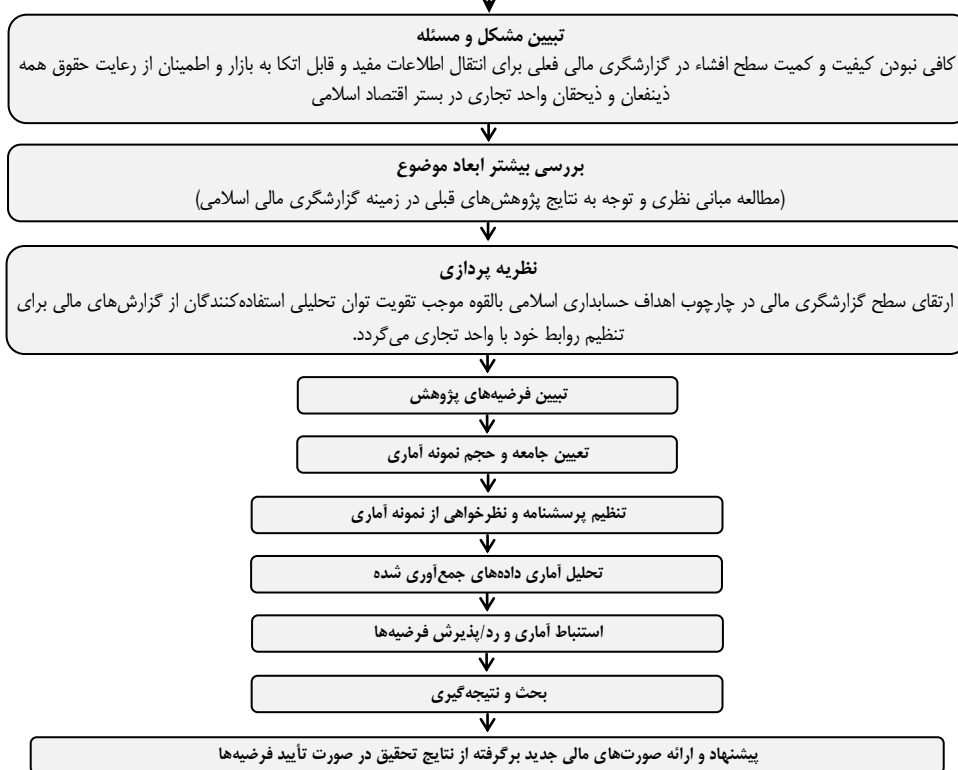 تبیین مشکل و مسئله
کافی نبودن کیفیت و کمیت سطح افشاء در گزارشگری مالی فعلی برای انتقال اطلاعات مفید و قابل اتکا به بازار و اطمینان از رعایت حقوق همه
ذینفعان و ذیحقان واحد تجاری در بستر اقتصاد اسلامی
بررسی بیشتر ابعاد موضوع
(مطالعه مبانی نظری و توجه به نتایج پژوهش‌های قبلی در زمینه گزارشگری مالی اسلامی)
نظریه پردازی
ارتقای سطح گزارشگری مالی در چارچوب اهداف حسابداری اسلامی بالقوه موجب تقویت توان تحلیلی استفاده‌کنندگان از گزارش‌های مالی برای
تنظیم روابط خود با واحد تجاری می‌گردد.
تبیین فرضیه‌های پژوهش
تعیین جامعه و حجم نمونه آماری
تنظیم پرسشنامه و نظرخواهی از نمونه آماری
تحلیل آماری داده‌های جمع‌آوری شده
استنباط آماری و رد/پذیرش فرضیه‌ها
بحث و نتیجه‌گیری
پیشنهاد و ارائه صورت‌های مالی جدید برگرفته از نتایج تحقیق در صورت تأیید فرضیه‌ها